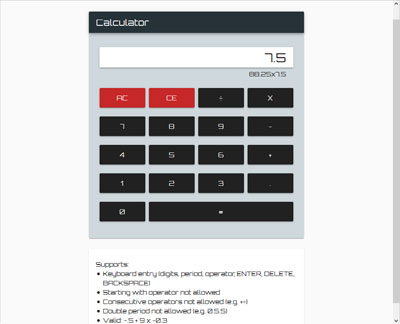 Calculator
7.5
88.25x7.5
AC CE ÷ X
7 8 9 -
4 5 6 +
1 2 3 .
0 =
Supports:
Keyboard entry (digits, period, operator, ENTER, DELETE,
BACKSPACE).
Starting with operator not allowed
Consecutive operators not allowed (e.g. +-)
Double period not allowed (e.g. 0.5.5)
Valid: -.5 + 9 x -0.3